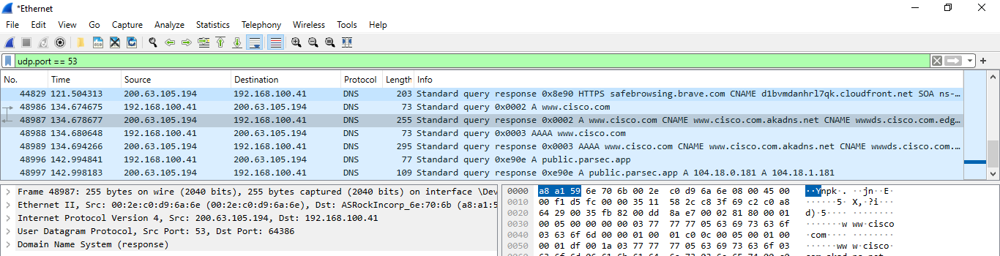 *Ethernet
File Edit View Go Capture Analyze Statistics Telephony Wireless Tools Help
udp.port == 53
No. Time Source Destination Protocol Length Info
44829 121.504313 200.63.105.194 192.168.100.41 DNS 203 Standard query response 0x8e90 HTTPS safebrowsing.brave.com CNAME d1bvmdanhrl7qk.cloudfront.net SOA ns-…
48986 134.674675 192.168.100.41 200.63.105.194 DNS 73 Standard query 0x0002 A www.cisco.com
48987 134.678677 200.63.105.194 192.168.100.41 DNS 255 Standard query response 0x0002 A www.cisco.com CNAME www.cisco.com.akadns.net CNAME wwwds.cisco.com.edg…
48988 134.680648 192.168.100.41 200.63.105.194 DNS 73 Standard query 0x0003 AAAA www.cisco.com
48989 134.694266 200.63.105.194 192.168.100.41 DNS 295 Standard query response 0x0003 AAAA www.cisco.com CNAME www.cisco.com.akadns.net CNAME wwwds.cisco.com.…
48996 142.994841 192.168.100.41 200.63.105.194 DNS 77 Standard query 0xe90e A public.parsec.app
48997 142.998183 200.63.105.194 192.168.100.41 DNS 109 Standard query response 0xe90e A public.parsec.app A 104.18.0.181 A 104.18.1.181
Frame 48987: 255 bytes on wire (2040 bits), 255 bytes captured (2040 bits) on interface \Dev
Ethernet II, Src: 00:2e:c0:d9:6a:6e (00:2e:c0:d9:6a:6e), Dst: ASRockInc_6e:70:6b (a8:a1:5
Internet Protocol Version 4, Src: 200.63.105.194, Dst: 192.168.100.41
User Datagram Protocol, Src Port: 53, Dst Port: 64386
Domain Name System (response)
0000 a8 a1 59 6e 70 6b 00 2e c0 d9 6a 6e 08 00 45 00 ··Ynpk·. ··jn··E·
0010 00 f1 d5 fc 00 00 35 11 58 2c c8 3f 69 c2 c0 a8 ······5· X,·?i···
0020 64 29 00 35 fb 82 00 dd 8a e7 00 02 81 80 00 01 d)·5···· ········
0030 00 05 00 00 00 00 03 77 77 77 05 63 69 73 63 6f ·······w ww·cisco
0040 03 63 6f 6d 00 00 01 00 01 c0 0c 00 05 00 01 00 ·com···· ········
0050 00 01 df 00 1a 03 77 77 77 05 63 69 73 63 6f 03 ······ww w·cisco·